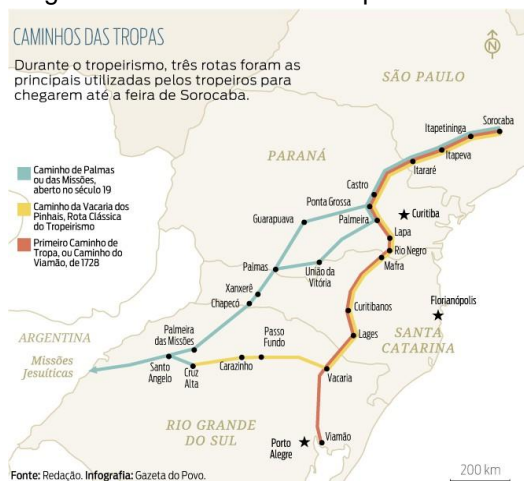 CAMINHOS DAS TROPAS
Durante o tropeirismo, três rotas foram as
principais utilizadas pelos tropeiros para
chegarem até a feira de Sorocaba.
N
SÃO PAULO
Sorocaba
Itapetininga
Itapeva
Itararé
PARANÁ
Caminho de Palmas
ou das Missões,
aberto no século 19
Caminho da Vacaria dos
Pinhais, Rota Clássica
do Tropeirismo
Primeiro Caminho de
Tropa, ou Caminho do
Viamão, de 1728
Castro
Ponta Grossa
Curitiba
Guarapuava
Palmeira
Lapa
Rio Negro
Mafra
Palmas
União da
Vitória
Xanxerê
Chapecó
Curitibanos
Florianópolis
SANTA
CATARINA
Lages
ARGENTINA
Missões
Jesuíticas
Palmeira
das Missões
Passo
Fundo
Santo
Angelo
Cruz
Alta
Carazinho
Vacaria
RIO GRANDE
DO SUL
Porto
Alegre
Viamão
Fonte: Redação. Infografia: Gazeta do Povo.
200 km